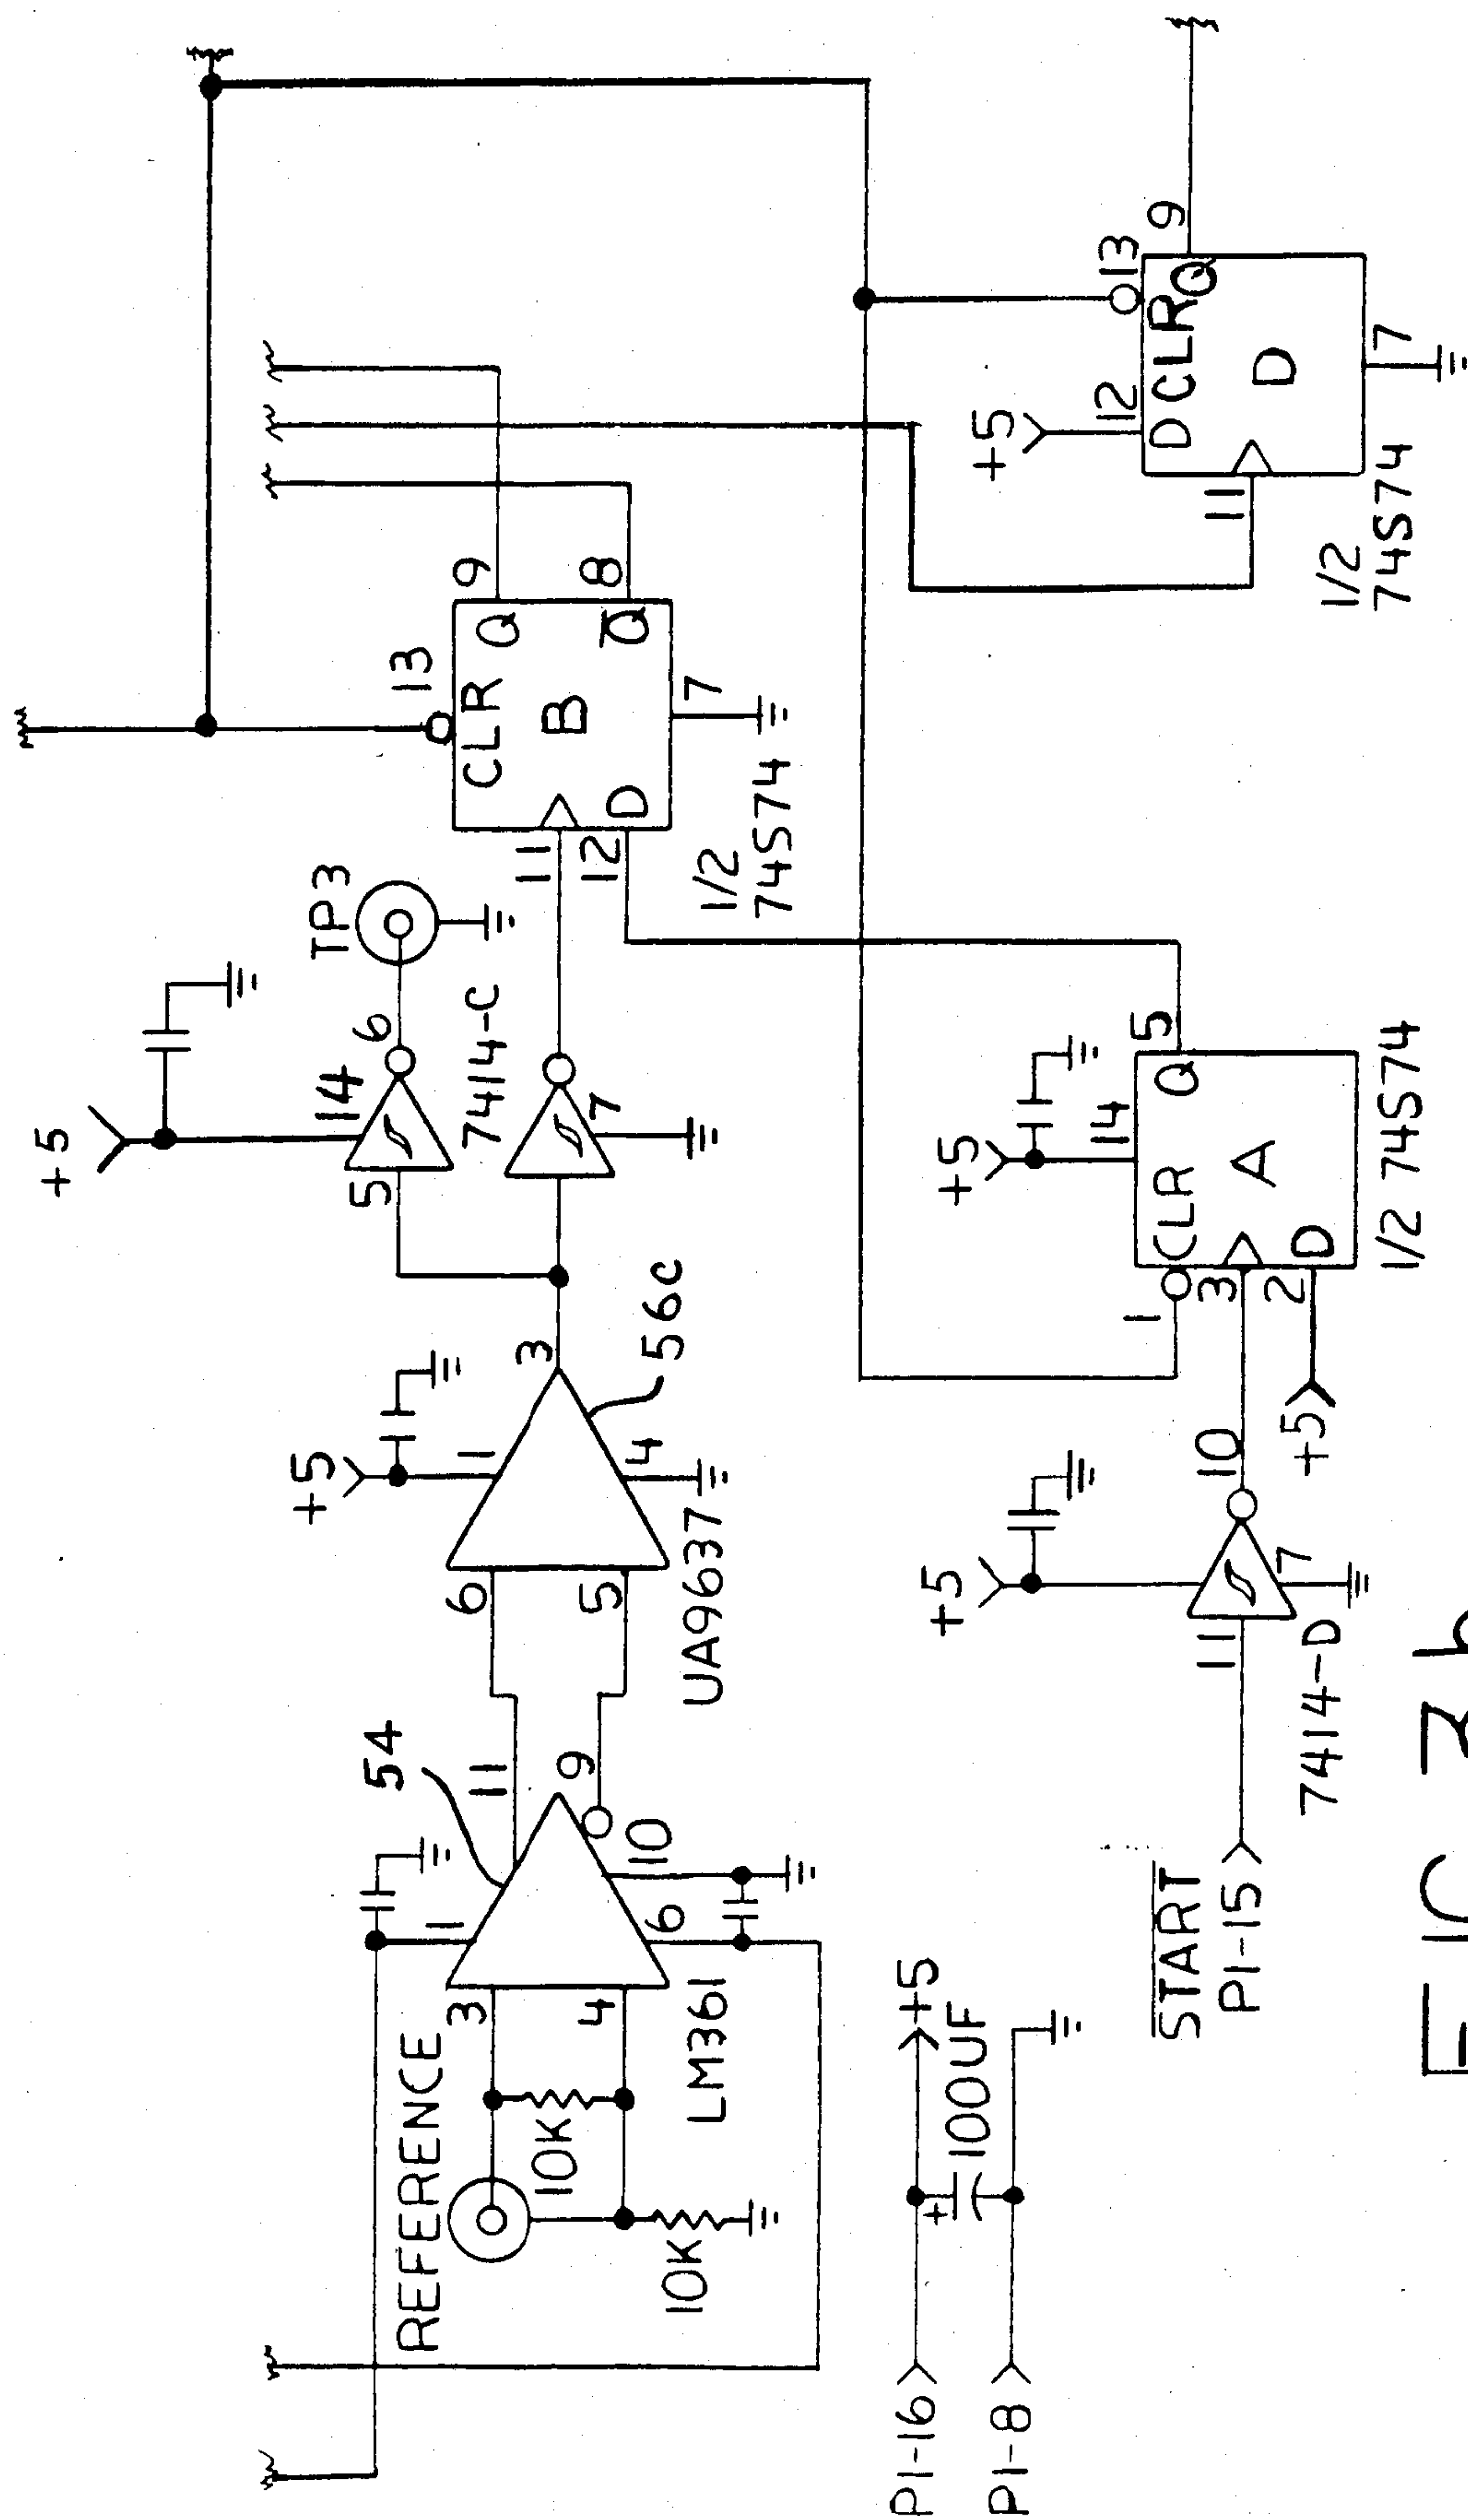 +5
14
5
6
TP3
7414-C
7
REFERENCE
3
4
10K
10K
1
54
11
9
10
6
LM361
+5
6
5
1
3
4
56C
UA9637
11
12
13
CLR
Q
9
B
D
Q̅
8
7
1/2
74S74
P1-16
P1-8
+5
+
100UF
S̅T̅A̅R̅T̅
P1-15
+5
11
10
7
7414-D
+5
1
3
2
+5
14
CLR
Q
5
A
D
1/2 74S74
+5
12
13
D CLR Q
9
11
D
7
1/2
74S74